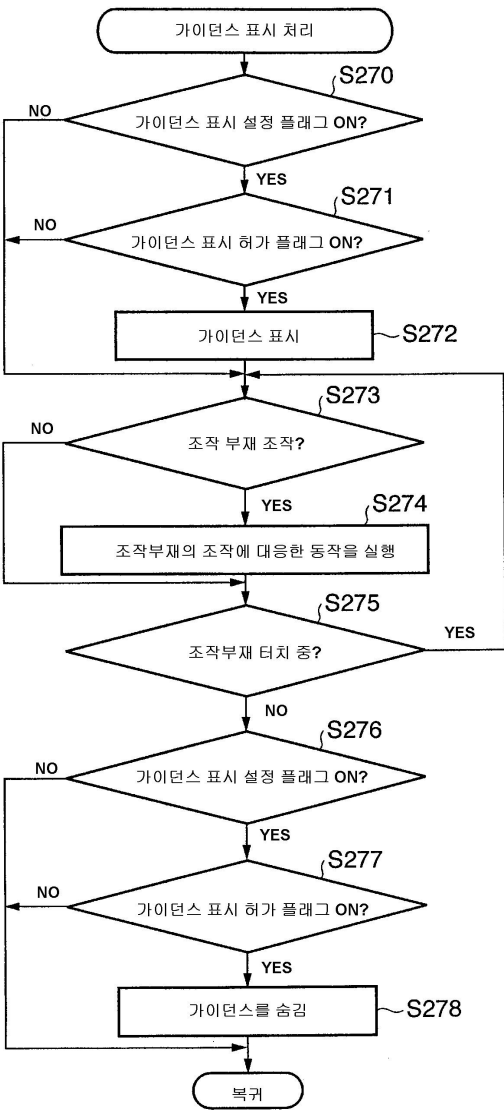 가이던스 표시 처리
S270
가이던스 표시 설정 플래그 ON?
NO
YES
S271
가이던스 표시 허가 플래그 ON?
NO
YES
가이던스 표시
S272
S273
조작 부재 조작?
NO
YES
S274
조작부재의 조작에 대응한 동작을 실행
S275
조작부재 터치 중?
YES
NO
S276
가이던스 표시 설정 플래그 ON?
NO
YES
S277
가이던스 표시 허가 플래그 ON?
NO
YES
가이던스를 숨김
S278
복귀